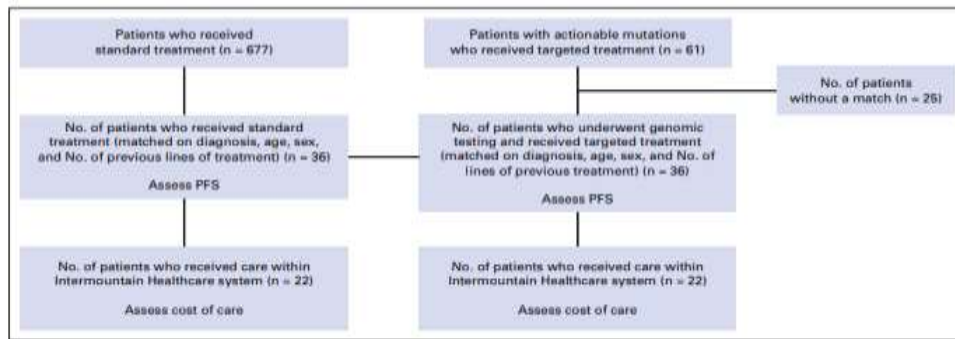 Patients who received
standard treatment (n = 677)
Patients with actionable mutations
who received targeted treatment (n = 61)
No. of patients
without a match (n = 25)
No. of patients who received standard
treatment (matched on diagnosis, age, sex,
and No. of previous lines of treatment) (n = 36)
Assess PFS
No. of patients who underwent genomic
testing and received targeted treatment
(matched on diagnosis, age, sex, and No. of
lines of previous treatment) (n = 36)
Assess PFS
No. of patients who received care within
Intermountain Healthcare system (n = 22)
Assess cost of care
No. of patients who received care within
Intermountain Healthcare system (n = 22)
Assess cost of care